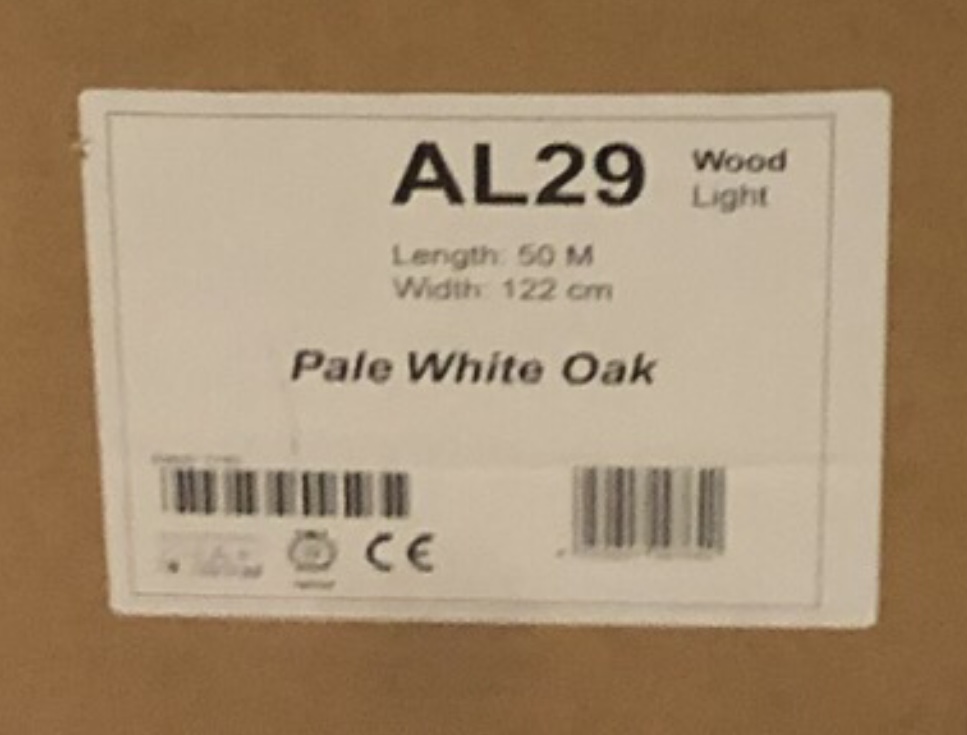 AL29
Wood
Light
Length: 50 M
Width: 122 cm
Pale White Oak
CE